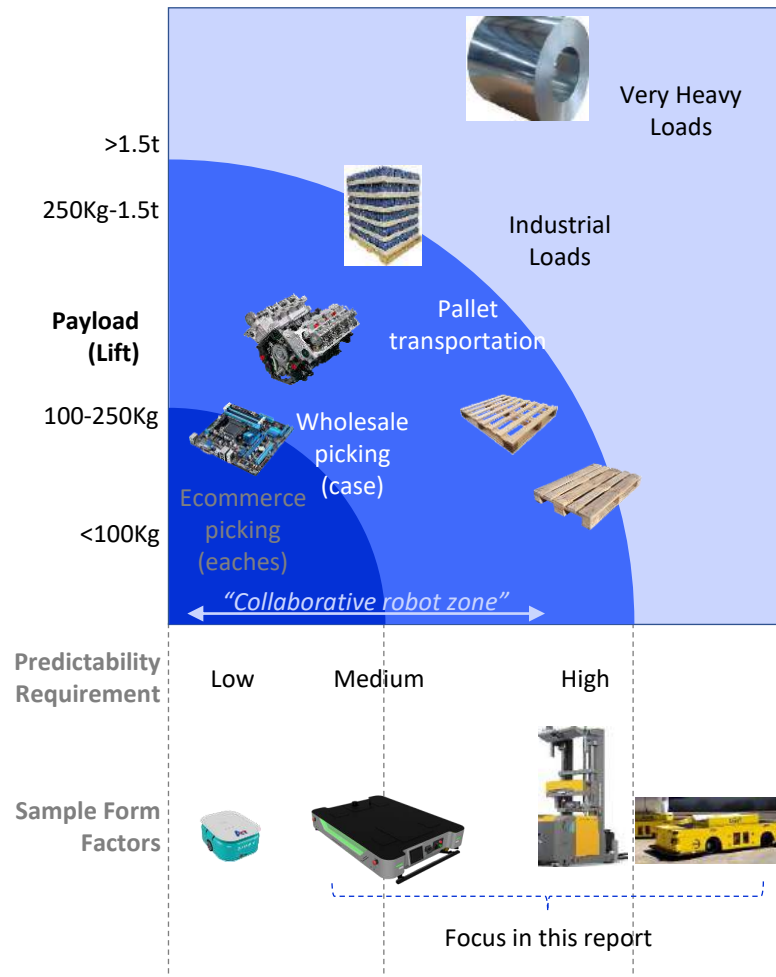 Very Heavy
Loads
>1.5t
250Kg-1.5t
Industrial
Loads
Payload
(Lift)
Pallet
transportation
100-250Kg
Wholesale
picking
(case)
Ecommerce
picking
(eaches)
<100Kg
“Collaborative robot zone”
Predictability
Requirement
Low
Medium
High
Sample Form
Factors
Focus in this report